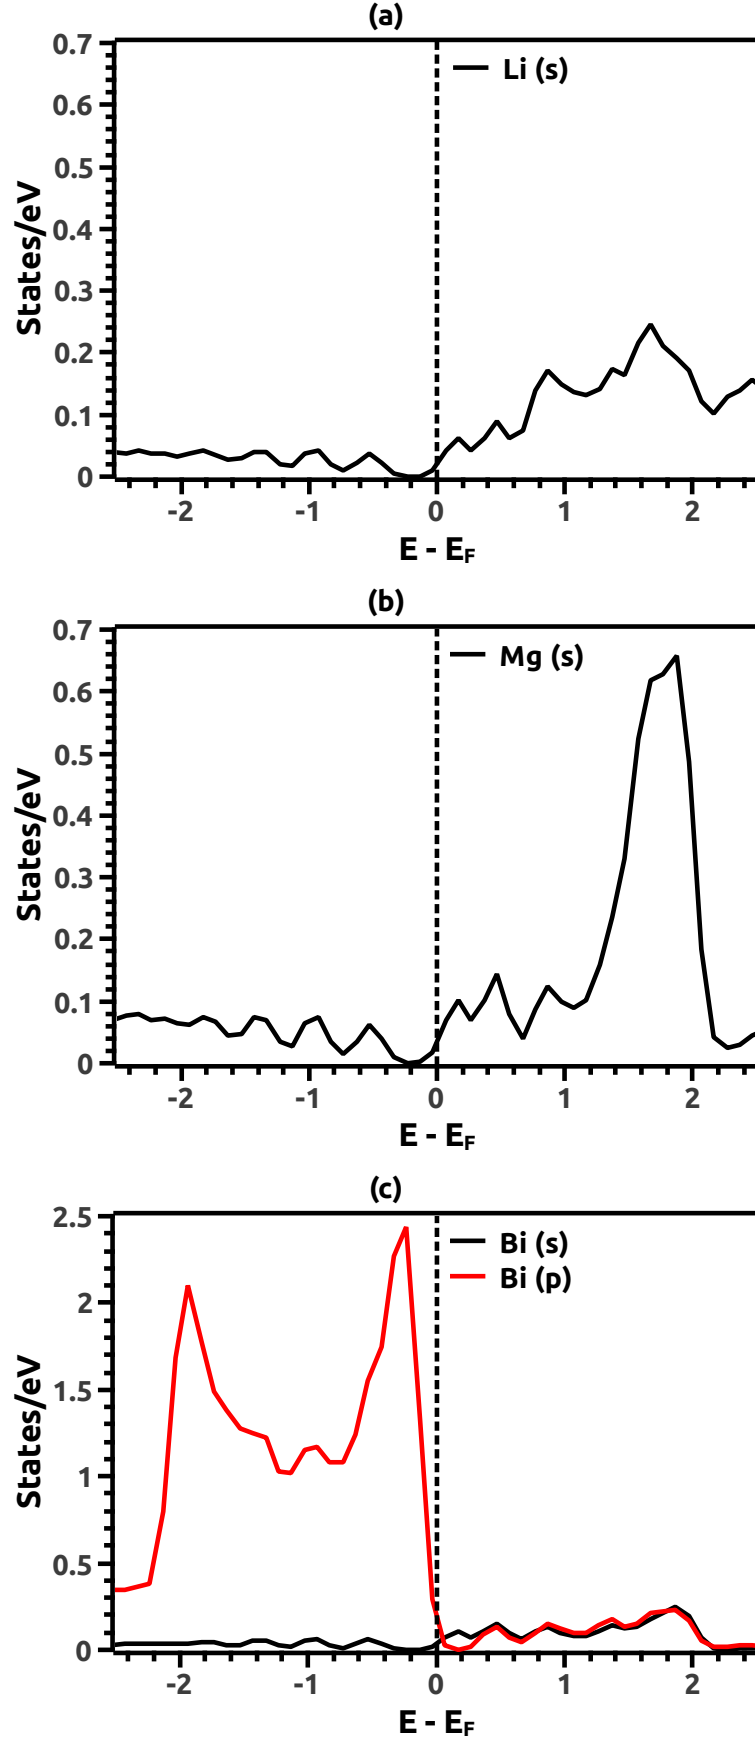 (a)
Li (s)
0.7
0.6
0.5
0.4
0.3
0.2
0.1
0
States/eV
-2 -1 0 1 2
E - EF
(b)
Mg (s)
0.7
0.6
0.5
0.4
0.3
0.2
0.1
0
States/eV
-2 -1 0 1 2
E - EF
(c)
Bi (s)
Bi (p)
2.5
2
1.5
1
0.5
0
States/eV
-2 -1 0 1 2
E - EF